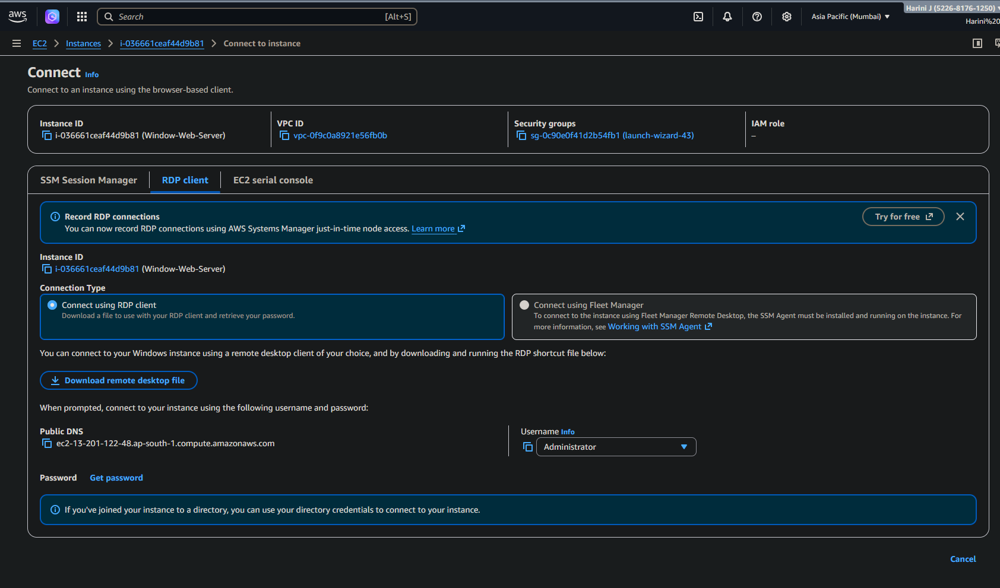 aws
Search
[Alt+S]
Asia Pacific (Mumbai)
Harini J (5226-8176-1250)
Harini%20
EC2
Instances
i-036661ceaf44d9b81
Connect to instance
Connect Info
Connect to an instance using the browser-based client.
Instance ID
i-036661ceaf44d9b81 (Window-Web-Server)
VPC ID
vpc-0f9c0a8921e56fb0b
Security groups
sg-0c90e0f41d2b54fb1 (launch-wizard-43)
IAM role
–
SSM Session Manager
RDP client
EC2 serial console
Record RDP connections
You can now record RDP connections using AWS Systems Manager just-in-time node access. Learn more
Try for free
Instance ID
i-036661ceaf44d9b81 (Window-Web-Server)
Connection Type
Connect using RDP client
Download a file to use with your RDP client and retrieve your password.
Connect using Fleet Manager
To connect to the instance using Fleet Manager Remote Desktop, the SSM Agent must be installed and running on the instance. For
more information, see Working with SSM Agent
You can connect to your Windows instance using a remote desktop client of your choice, and by downloading and running the RDP shortcut file below:
Download remote desktop file
When prompted, connect to your instance using the following username and password:
Public DNS
ec2-13-201-122-48.ap-south-1.compute.amazonaws.com
Username Info
Administrator
Password Get password
If you've joined your instance to a directory, you can use your directory credentials to connect to your instance.
Cancel